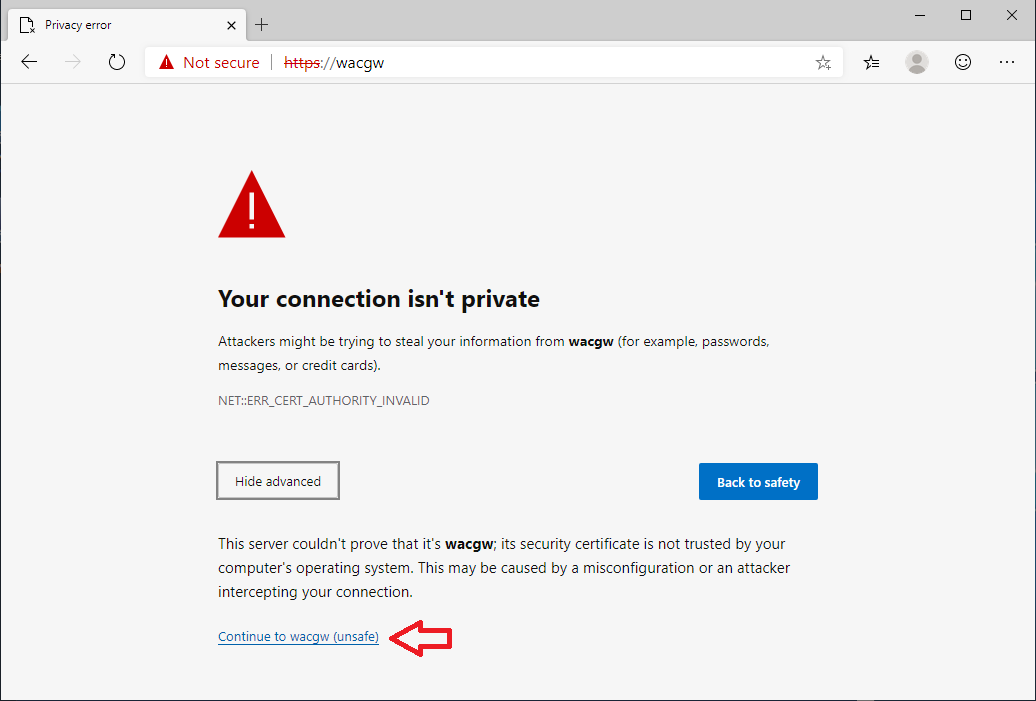 Privacy error
Not secure | https://wacgw
Your connection isn't private
Attackers might be trying to steal your information from wacgw (for example, passwords,
messages, or credit cards).
NET::ERR_CERT_AUTHORITY_INVALID
Hide advanced
Back to safety
This server couldn't prove that it's wacgw; its security certificate is not trusted by your
computer's operating system. This may be caused by a misconfiguration or an attacker
intercepting your connection.
Continue to wacgw (unsafe)